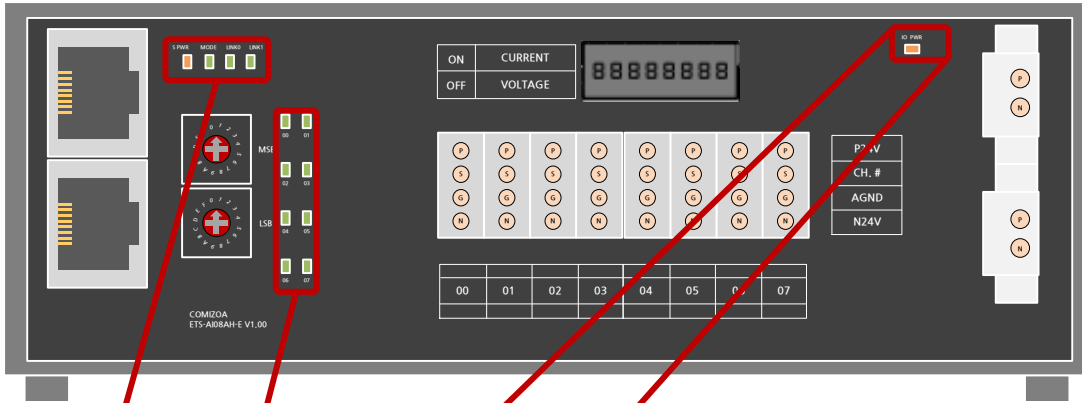 S PWR MODE LINK0 LINK1
IO PWR
ON CURRENT
OFF VOLTAGE
MSB
LSB
00 01
02 03
04 05
06 07
P P P P P P P P
S S S S S S S S
G G G G G G G G
N N N N N N N N
P24V
CH. #
AGND
N24V
00 01 02 03 04 05 06 07
P
N
P
N
COMIZOA
ETS-AI08AH-E V1.00